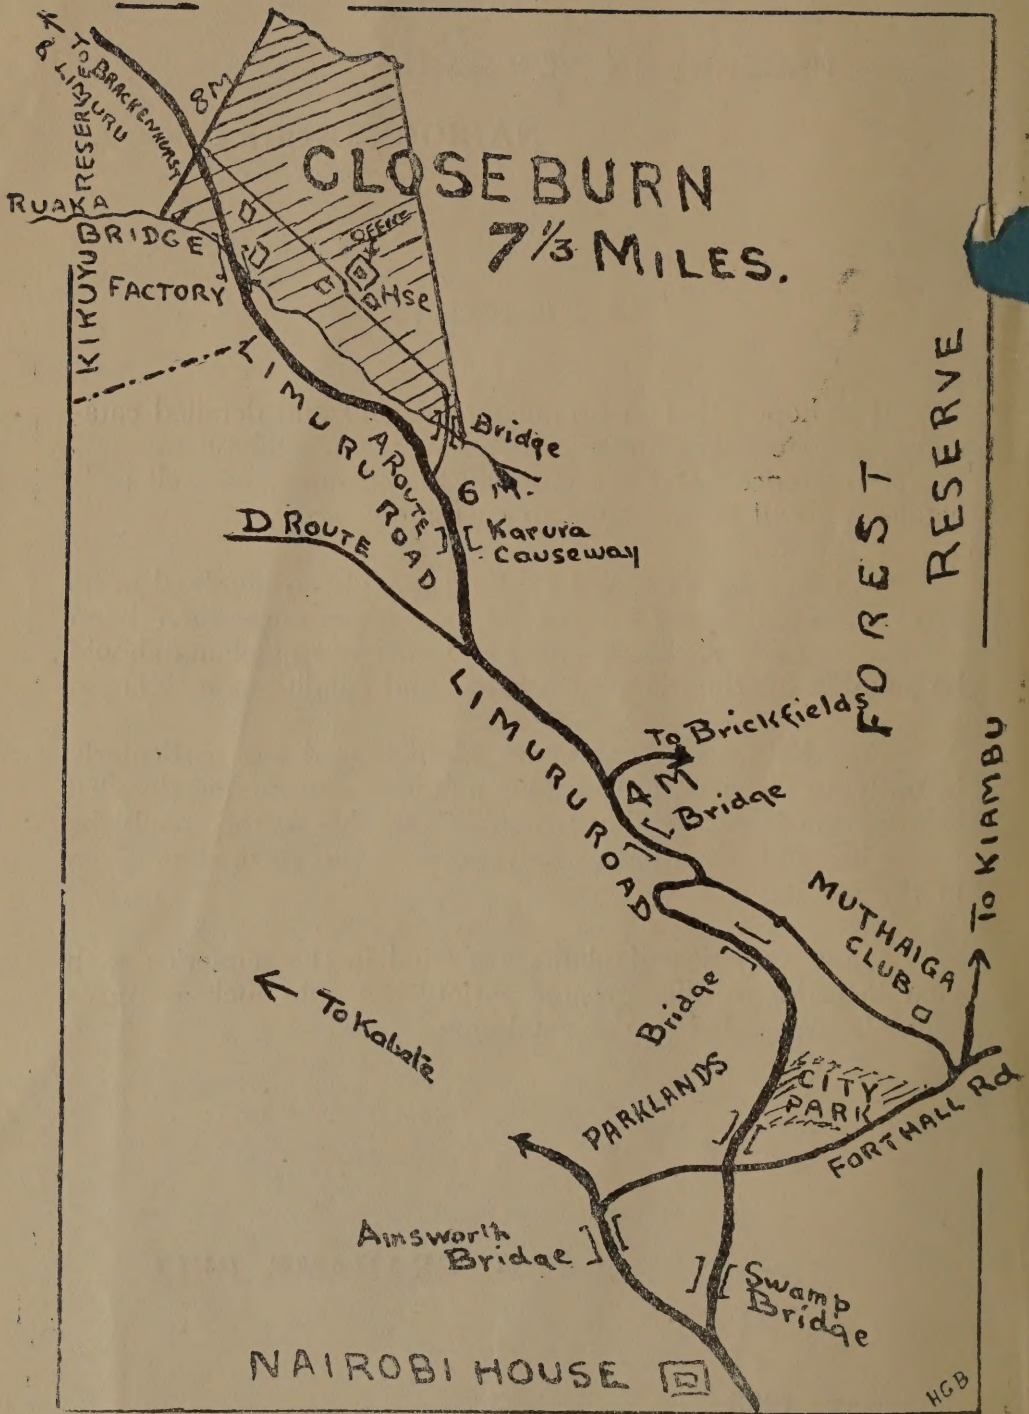 TO BRACKENHURST
& LIMURU
8M
CLOSEBURN
7 1/3 MILES.
RUAKA
BRIDGE
KIKUYU RESERVE
FACTORY
OFFICE
Hse
LIMURU ROAD
A ROUTE
Bridge
6 M.
Karura
Causeway
D ROUTE
FOREST
RESERVE
LIMURU ROAD
To Brickfields
4 M
Bridge
To KIAMBU
MUTHAIGA
CLUB
Bridge
To Kabete
PARKLANDS
CITY
PARK
FORTHALL Rd
Ainsworth
Bridge
Swamp
Bridge
NAIROBI HOUSE
HGB